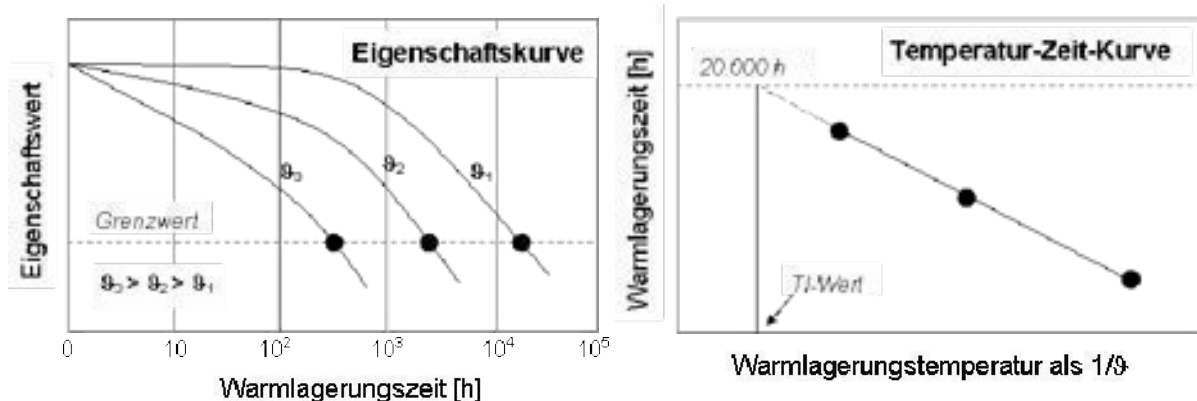 Eigenschaftskurve
Eigenschaftswert
ϑ₃
ϑ₂
ϑ₁
Grenzwert
ϑ₃ > ϑ₂ > ϑ₁
0 10 10² 10³ 10⁴ 10⁵
Warmlagerungszeit [h]
Temperatur-Zeit-Kurve
Warmlagerungszeit [h]
20.000 h
TI-Wert
Warmlagerungstemperatur als 1/ϑ